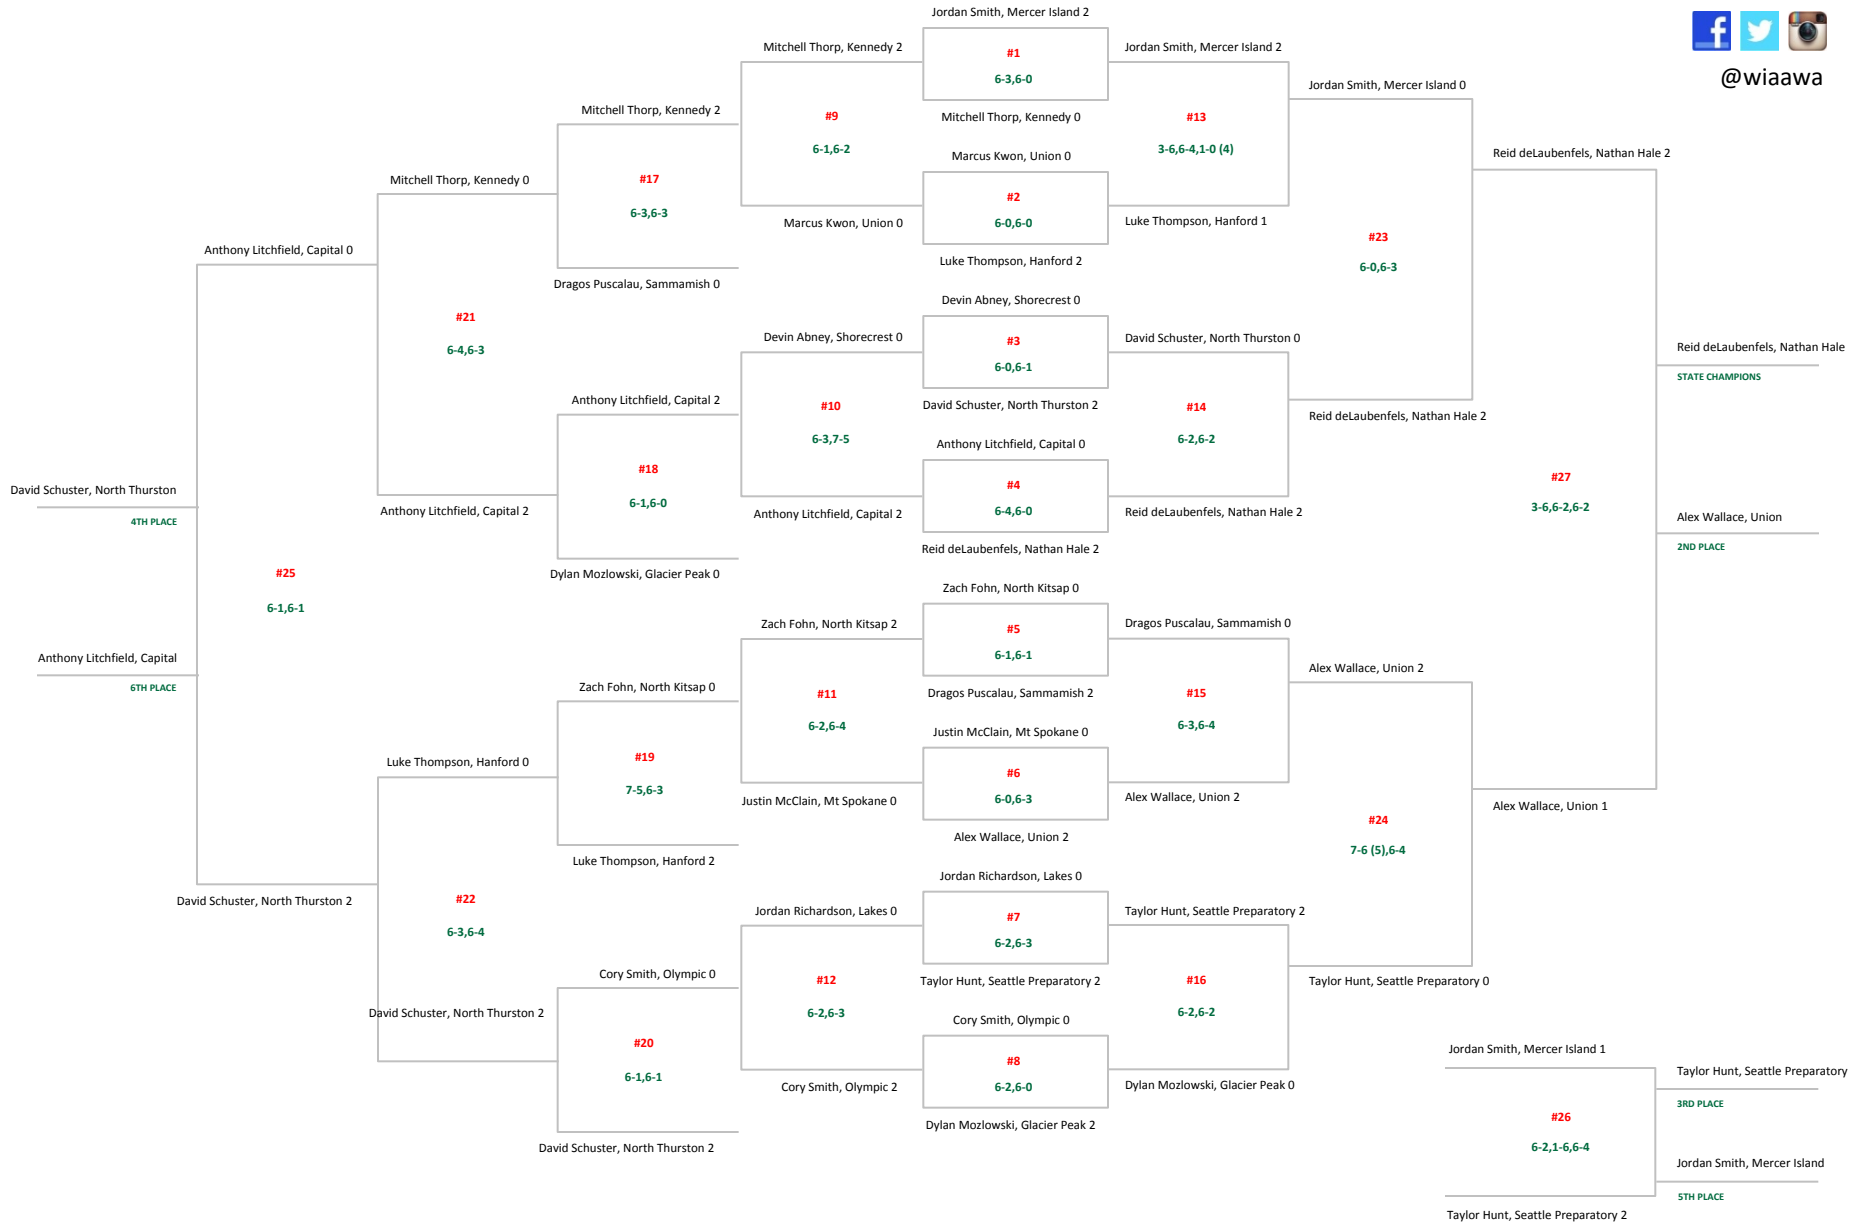 Jordan Smith, Mercer Island 2
Mitchell Thorp, Kennedy 2
#1
Jordan Smith, Mercer Island 2
6-3,6-0
@wiaawa
Jordan Smith, Mercer Island 0
Mitchell Thorp, Kennedy 2
#9
Mitchell Thorp, Kennedy 0
#13
6-1,6-2
3-6,6-4,1-0 (4)
Marcus Kwon, Union 0
Reid deLaubenfels, Nathan Hale 2
Mitchell Thorp, Kennedy 0
#17
#2
6-3,6-3
Marcus Kwon, Union 0
6-0,6-0
Luke Thompson, Hanford 1
#23
Anthony Litchfield, Capital 0
Luke Thompson, Hanford 2
6-0,6-3
Dragos Puscalau, Sammamish 0
Devin Abney, Shorecrest 0
#21
Devin Abney, Shorecrest 0
#3
David Schuster, North Thurston 0
Reid deLaubenfels, Nathan Hale
6-4,6-3
6-0,6-1
STATE CHAMPIONS
Anthony Litchfield, Capital 2
#10
David Schuster, North Thurston 2
#14
Reid deLaubenfels, Nathan Hale 2
6-3,7-5
6-2,6-2
Anthony Litchfield, Capital 0
#18
#4
#27
David Schuster, North Thurston
6-1,6-0
6-4,6-0
3-6,6-2,6-2
Anthony Litchfield, Capital 2
Anthony Litchfield, Capital 2
Reid deLaubenfels, Nathan Hale 2
Alex Wallace, Union
4TH PLACE
Reid deLaubenfels, Nathan Hale 2
2ND PLACE
#25
Dylan Mozlowski, Glacier Peak 0
Zach Fohn, North Kitsap 0
6-1,6-1
Zach Fohn, North Kitsap 2
#5
Dragos Puscalau, Sammamish 0
Anthony Litchfield, Capital
6-1,6-1
Alex Wallace, Union 2
6TH PLACE
Zach Fohn, North Kitsap 0
#11
Dragos Puscalau, Sammamish 2
#15
6-2,6-4
6-3,6-4
Justin McClain, Mt Spokane 0
Luke Thompson, Hanford 0
#19
#6
7-5,6-3
Justin McClain, Mt Spokane 0
6-0,6-3
Alex Wallace, Union 2
Alex Wallace, Union 1
#24
Alex Wallace, Union 2
7-6 (5),6-4
Luke Thompson, Hanford 2
Jordan Richardson, Lakes 0
David Schuster, North Thurston 2
#22
Jordan Richardson, Lakes 0
#7
Taylor Hunt, Seattle Preparatory 2
6-3,6-4
6-2,6-3
Cory Smith, Olympic 0
#12
Taylor Hunt, Seattle Preparatory 2
#16
Taylor Hunt, Seattle Preparatory 0
David Schuster, North Thurston 2
6-2,6-3
6-2,6-2
Cory Smith, Olympic 0
#20
#8
Jordan Smith, Mercer Island 1
6-1,6-1
Cory Smith, Olympic 2
6-2,6-0
Dylan Mozlowski, Glacier Peak 0
Taylor Hunt, Seattle Preparatory
3RD PLACE
Dylan Mozlowski, Glacier Peak 2
#26
David Schuster, North Thurston 2
6-2,1-6,6-4
Jordan Smith, Mercer Island
5TH PLACE
Taylor Hunt, Seattle Preparatory 2